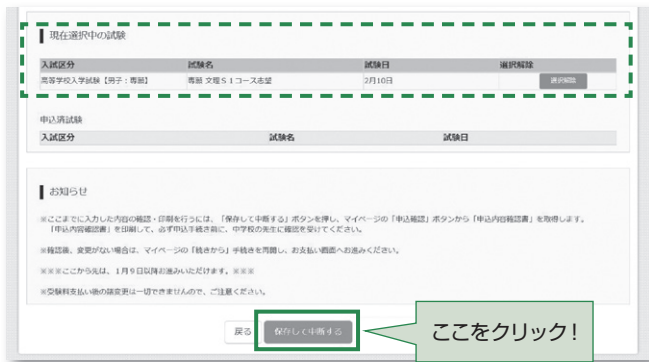 現在選択中の試験
入試区分 試験名 試験日 選択解除
高等学校入学試験【男子：専願】 専願 文理Ｓ１コース志望 2月10日 選択解除
申込済試験
入試区分 試験名 試験日
お知らせ
※ここまでに入力した内容の確認・印刷を行うには、「保存して中断する」ボタンを押し、マイページの「申込確認」ボタンから「申込内容確認書」を取得します。
「申込内容確認書」を印刷して、必ず申込手続き前に、中学校の先生に確認を受けてください。
※確認後、変更がない場合は、マイページの「続きから」手続きを再開し、お支払い画面へお進みください。
※※※ここから先は、１月９日以降お進みいただけます。※※※
※受験料支払い後の諸変更は一切できませんので、ご注意ください。
戻る 保存して中断する
ここをクリック！